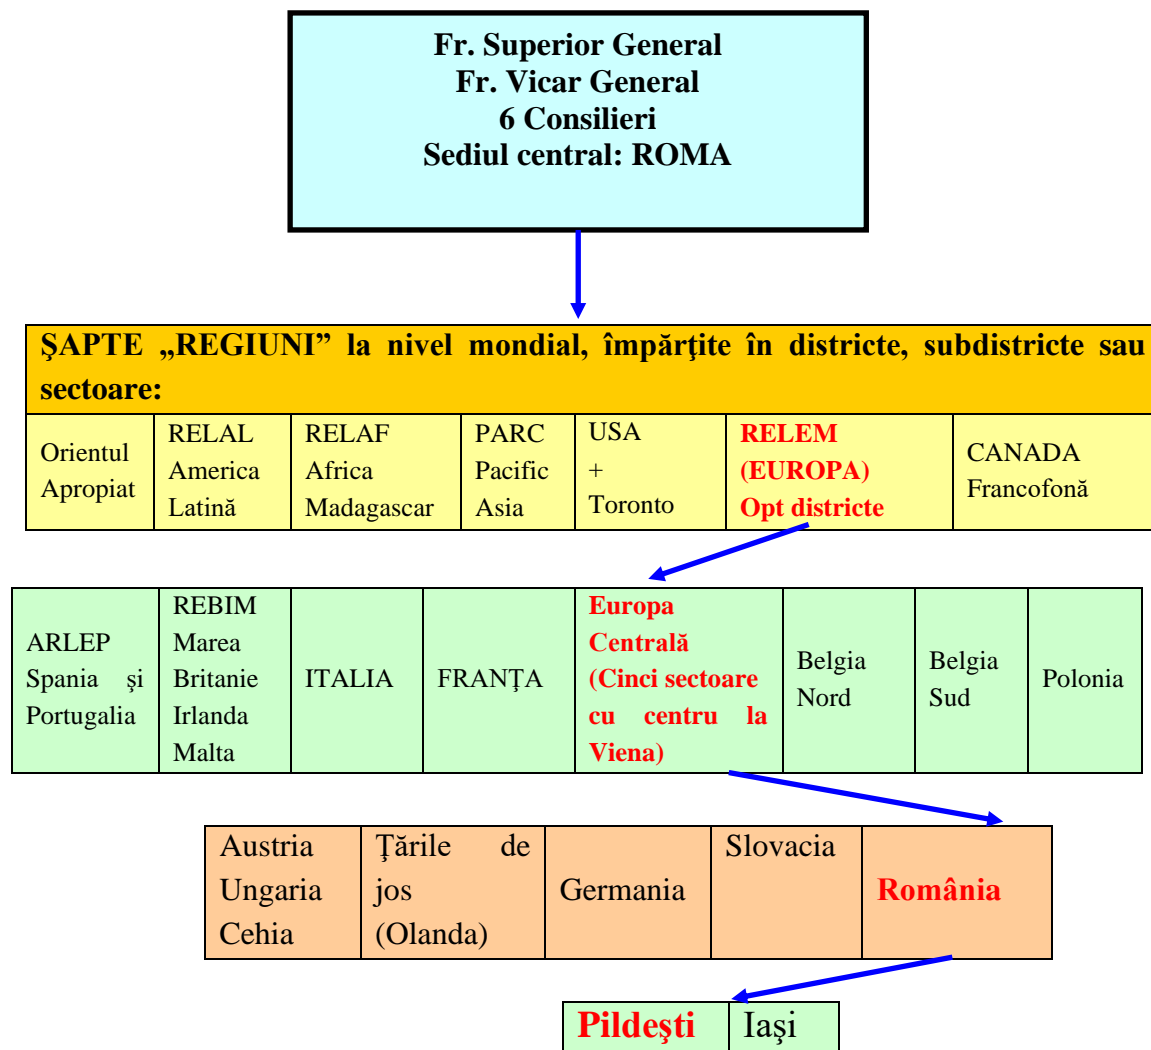 Fr. Superior General
Fr. Vicar General
6 Consilieri
Sediul central: ROMA
ŞAPTE „REGIUNI” la nivel mondial, împărţite în districte, subdistricte sau
sectoare:
Orientul
Apropiat
RELAL
America
Latină
RELAF
Africa
Madagascar
PARC
Pacific
Asia
USA
+
Toronto
RELEM
(EUROPA)
Opt districte
CANADA
Francofonă
ARLEP
Spania şi
Portugalia
REBIM
Marea
Britanie
Irlanda
Malta
ITALIA
FRANŢA
Europa
Centrală
(Cinci sectoare
cu centru la
Viena)
Belgia
Nord
Belgia
Sud
Polonia
Austria
Ungaria
Cehia
Ţările de
jos
(Olanda)
Germania
Slovacia
România
Pildeşti
Iaşi